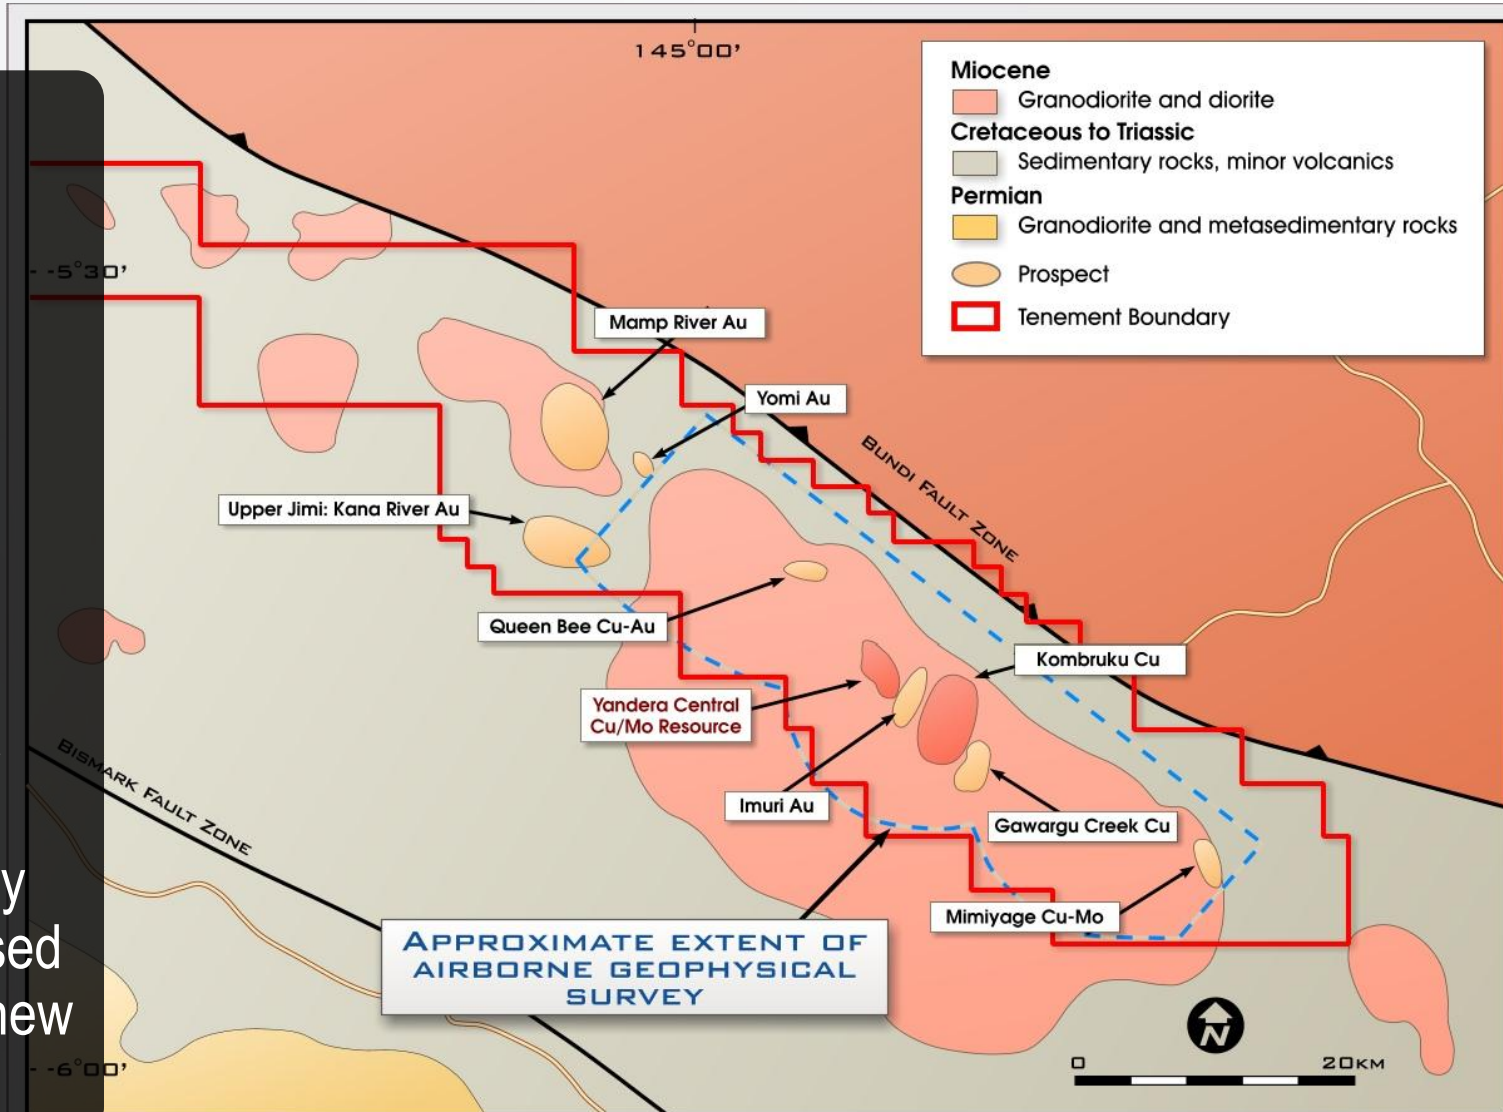 145°00'
Miocene
Granodiorite and diorite
Cretaceous to Triassic
Sedimentary rocks, minor volcanics
Permian
Granodiorite and metasedimentary rocks
Prospect
Tenement Boundary
-5°30'
Mamp River Au
Yomi Au
BUNDI FAULT ZONE
Upper Jimi: Kana River Au
Queen Bee Cu-Au
Kombruku Cu
Yandera Central
Cu/Mo Resource
BISMARK FAULT ZONE
Imuri Au
Gawargu Creek Cu
Mimiyage Cu-Mo
APPROXIMATE EXTENT OF
AIRBORNE GEOPHYSICAL
SURVEY
N
0 20KM
-6°00'
new